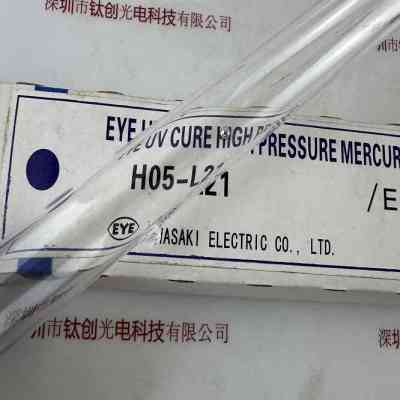 深圳市钛创光电科技有限公司
EYE UV CURE HIGH PRESSURE MERCUR
H05-L21
/E
EYE
IWASAKI ELECTRIC CO., LTD.
圳市钛创光电科技有限公司
深